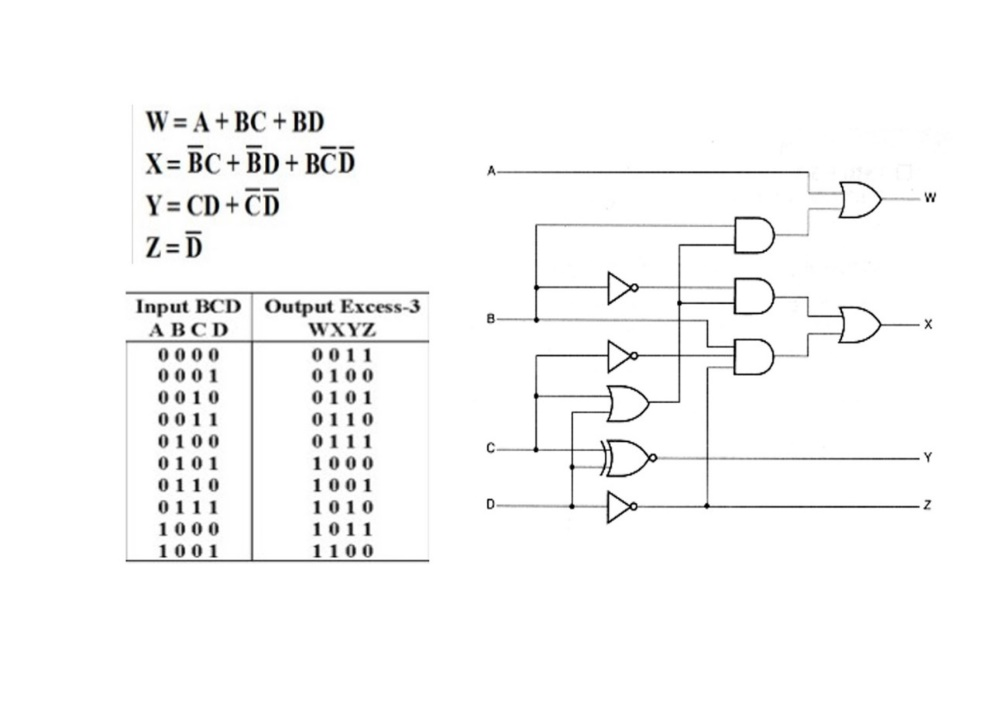 W = A + BC + BD
X = B̅C + B̅D + BC̅D̅
Y = CD + C̅D̅
Z = D̅
Input BCD Output Excess-3
A B C D WXYZ
0 0 0 0 0 0 1 1
0 0 0 1 0 1 0 0
0 0 1 0 0 1 0 1
0 0 1 1 0 1 1 0
0 1 0 0 0 1 1 1
0 1 0 1 1 0 0 0
0 1 1 0 1 0 0 1
0 1 1 1 1 0 1 0
1 0 0 0 1 0 1 1
1 0 0 1 1 1 0 0
A
W
B
X
C
Y
D
Z